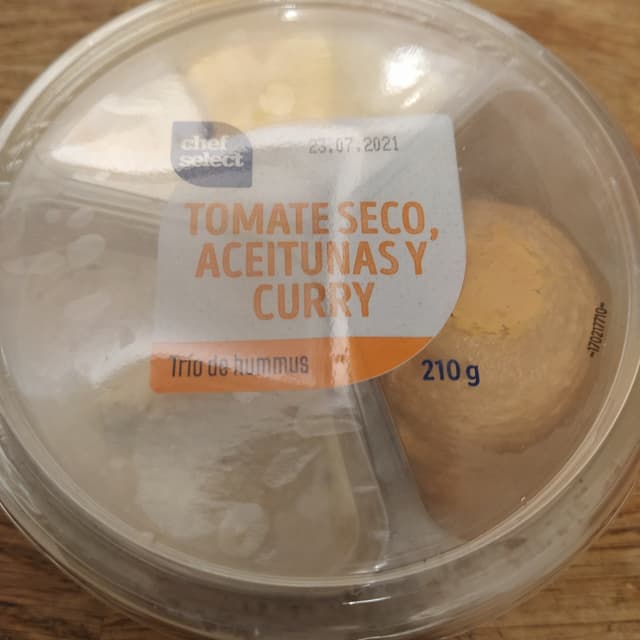 chef
select
23.07.2021
TOMATE SECO,
ACEITUNAS Y
CURRY
Trío de hummus
210 g